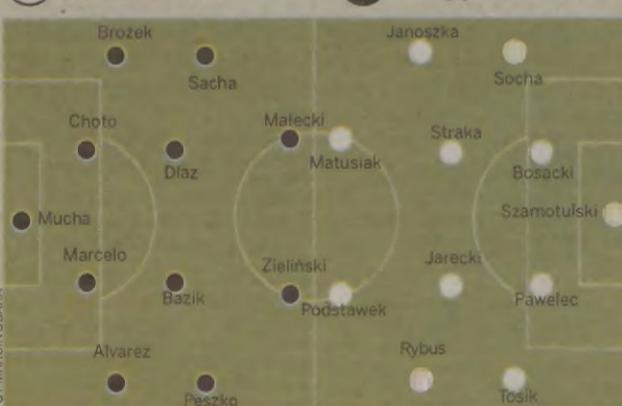 Brożek
Janoszka
Sacha
Socha
Choto
Małecki
Straka
Díaz
Matusiak
Bosacki
Mucha
Szamotulski
Marcelo
Zieliński
Jarecki
Bazik
Podstawek
Pawelec
Alvarez
Rybus
Peszko
Tosik